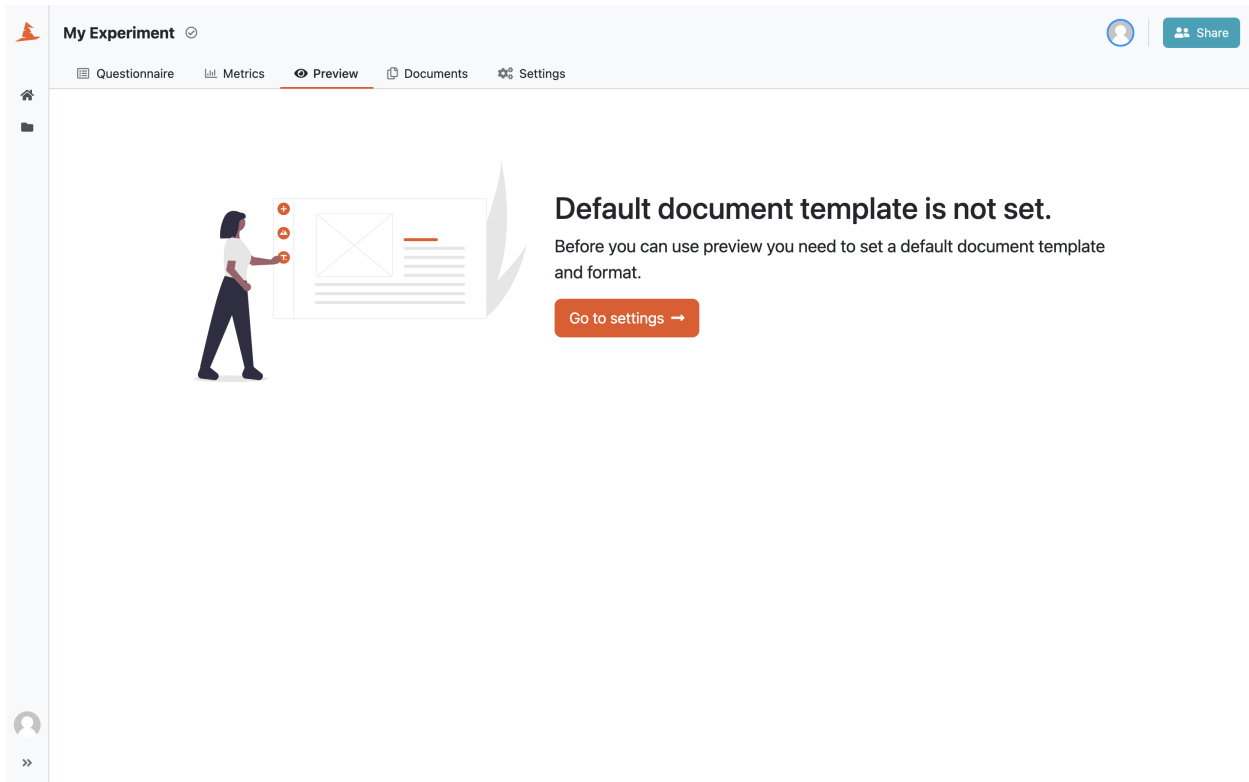 My Experiment
Share
Questionnaire
Metrics
Preview
Documents
Settings
Default document template is not set.
Before you can use preview you need to set a default document template
and format.
Go to settings